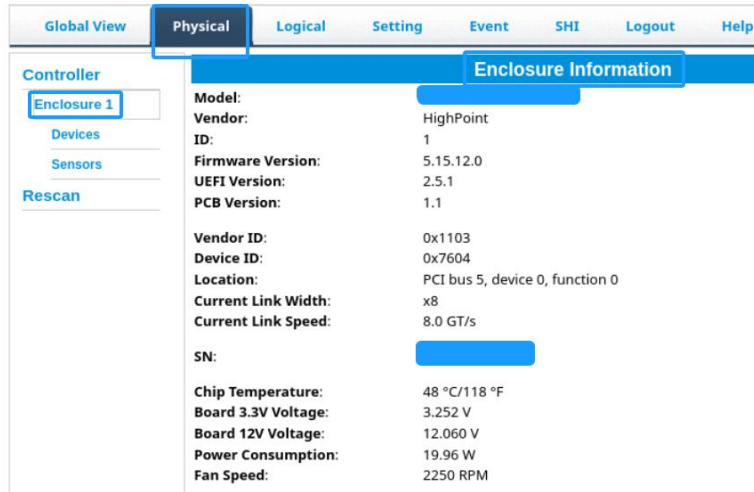 Global View Physical Logical Setting Event SHI Logout Help
Controller
Enclosure 1
Devices
Sensors
Rescan
Enclosure Information
Model:
Vendor: HighPoint
ID: 1
Firmware Version: 5.15.12.0
UEFI Version: 2.5.1
PCB Version: 1.1
Vendor ID: 0x1103
Device ID: 0x7604
Location: PCI bus 5, device 0, function 0
Current Link Width: x8
Current Link Speed: 8.0 GT/s
SN:
Chip Temperature: 48 °C/118 °F
Board 3.3V Voltage: 3.252 V
Board 12V Voltage: 12.060 V
Power Consumption: 19.96 W
Fan Speed: 2250 RPM